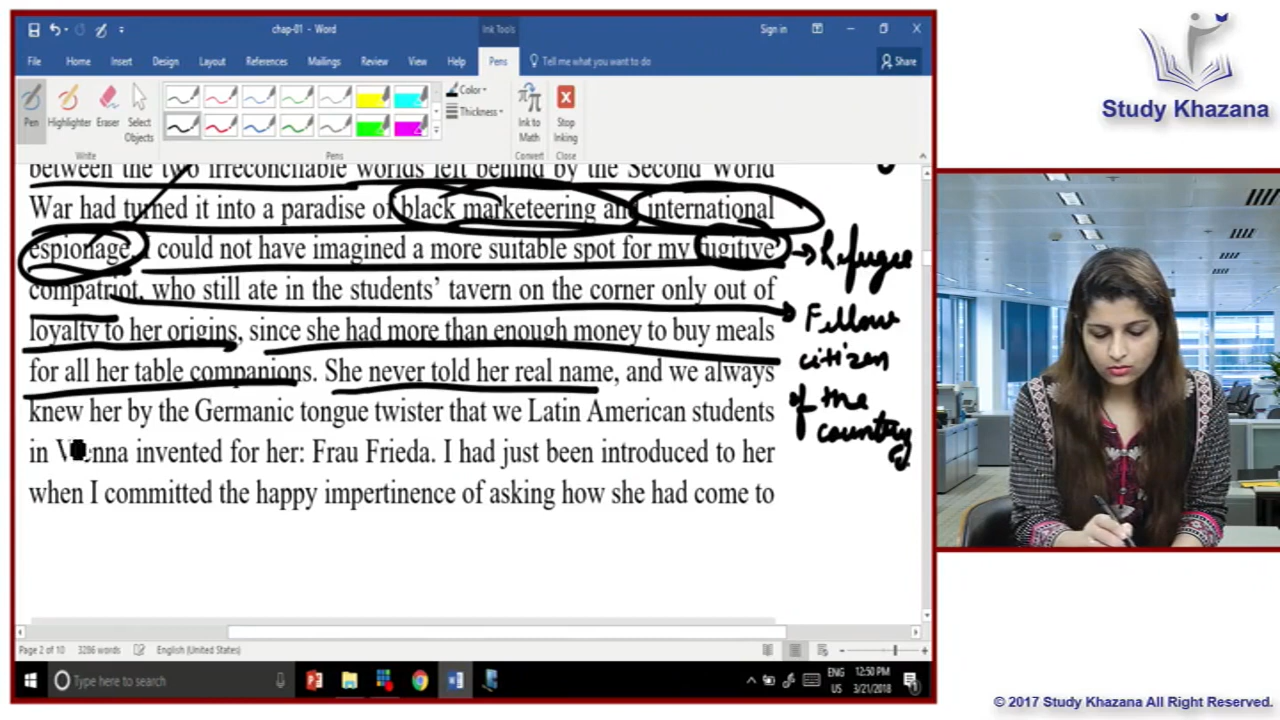 chap-01 - Word
Ink Tools
Sign in
File Home Insert Design Layout References Mailings Review View Help Pens Tell me what you want to do Share
Pen Highlighter Eraser Select Objects
Color
Thickness
Ink to Math
Stop Inking
Write Pens Convert Close
Study Khazana
between the two irreconcilable worlds left behind by the Second World
War had turned it into a paradise of black marketeering and international
espionage. I could not have imagined a more suitable spot for my fugitive
→ Refugee
compatriot, who still ate in the students’ tavern on the corner only out of
→ Fellow
loyalty to her origins, since she had more than enough money to buy meals
citizen
for all her table companions. She never told her real name, and we always
of the
knew her by the Germanic tongue twister that we Latin American students
country
in Vienna invented for her: Frau Frieda. I had just been introduced to her
when I committed the happy impertinence of asking how she had come to
Page 2 of 10 3286 words English (United States)
Type here to search
ENG US 12:50 PM 3/21/2018
© 2017 Study Khazana All Right Reserved.